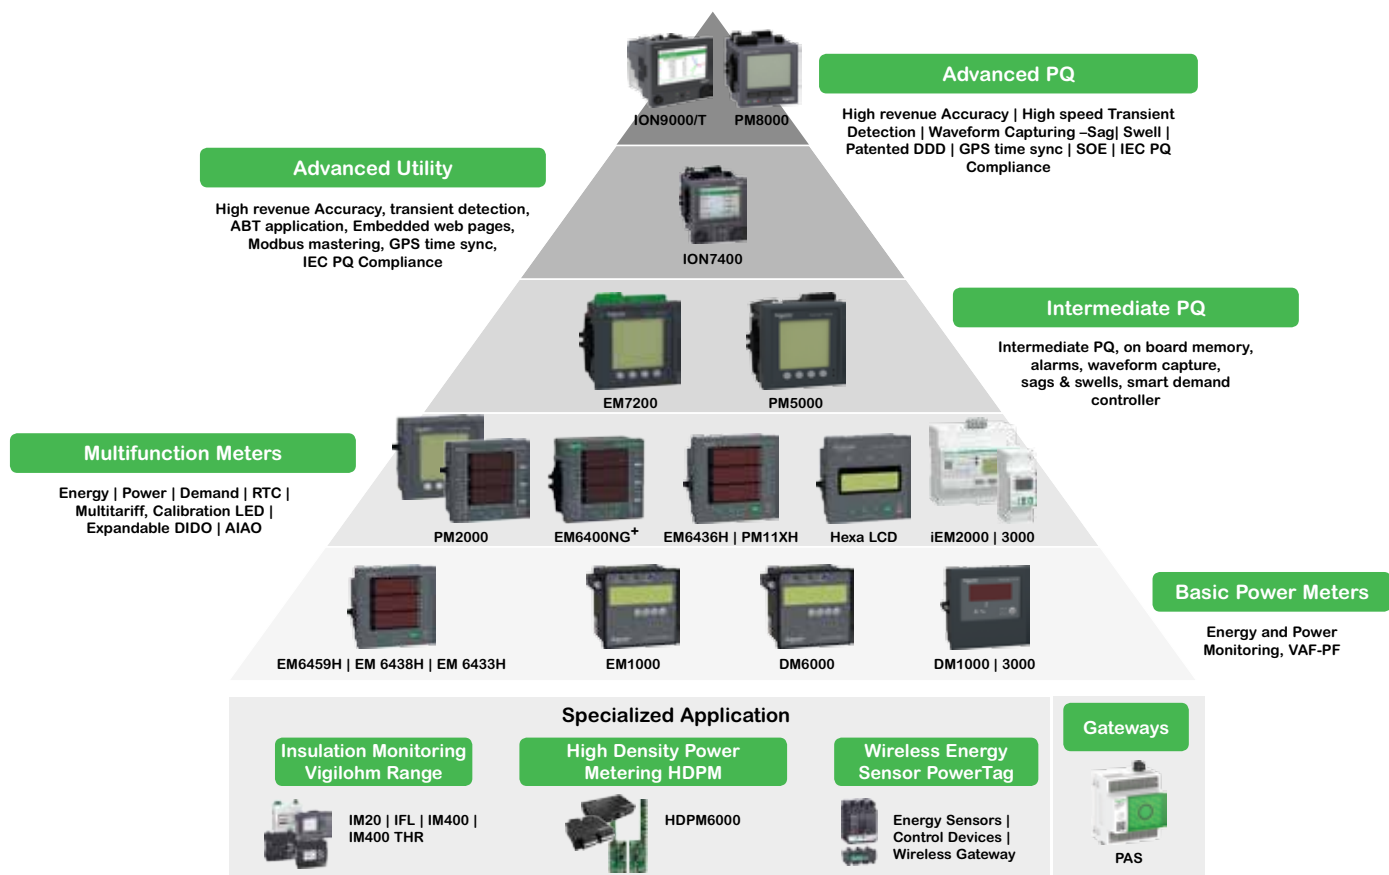 ION9000/T
PM8000
Advanced PQ
High revenue Accuracy | High speed Transient
Detection | Waveform Capturing –Sag| Swell |
Patented DDD | GPS time sync | SOE | IEC PQ
Compliance
Advanced Utility
High revenue Accuracy, transient detection,
ABT application, Embedded web pages,
Modbus mastering, GPS time sync,
IEC PQ Compliance
ION7400
Intermediate PQ
Intermediate PQ, on board memory,
alarms, waveform capture,
sags & swells, smart demand
controller
EM7200
PM5000
Multifunction Meters
Energy | Power | Demand | RTC |
Multitariff, Calibration LED |
Expandable DIDO | AIAO
PM2000
EM6400NG+
EM6436H | PM11XH
Hexa LCD
iEM2000 | 3000
Basic Power Meters
Energy and Power
Monitoring, VAF-PF
EM6459H | EM 6438H | EM 6433H
EM1000
DM6000
DM1000 | 3000
Specialized Application
Insulation Monitoring
Vigilohm Range
IM20 | IFL | IM400 |
IM400 THR
High Density Power
Metering HDPM
HDPM6000
Wireless Energy
Sensor PowerTag
Energy Sensors |
Control Devices |
Wireless Gateway
Gateways
PAS